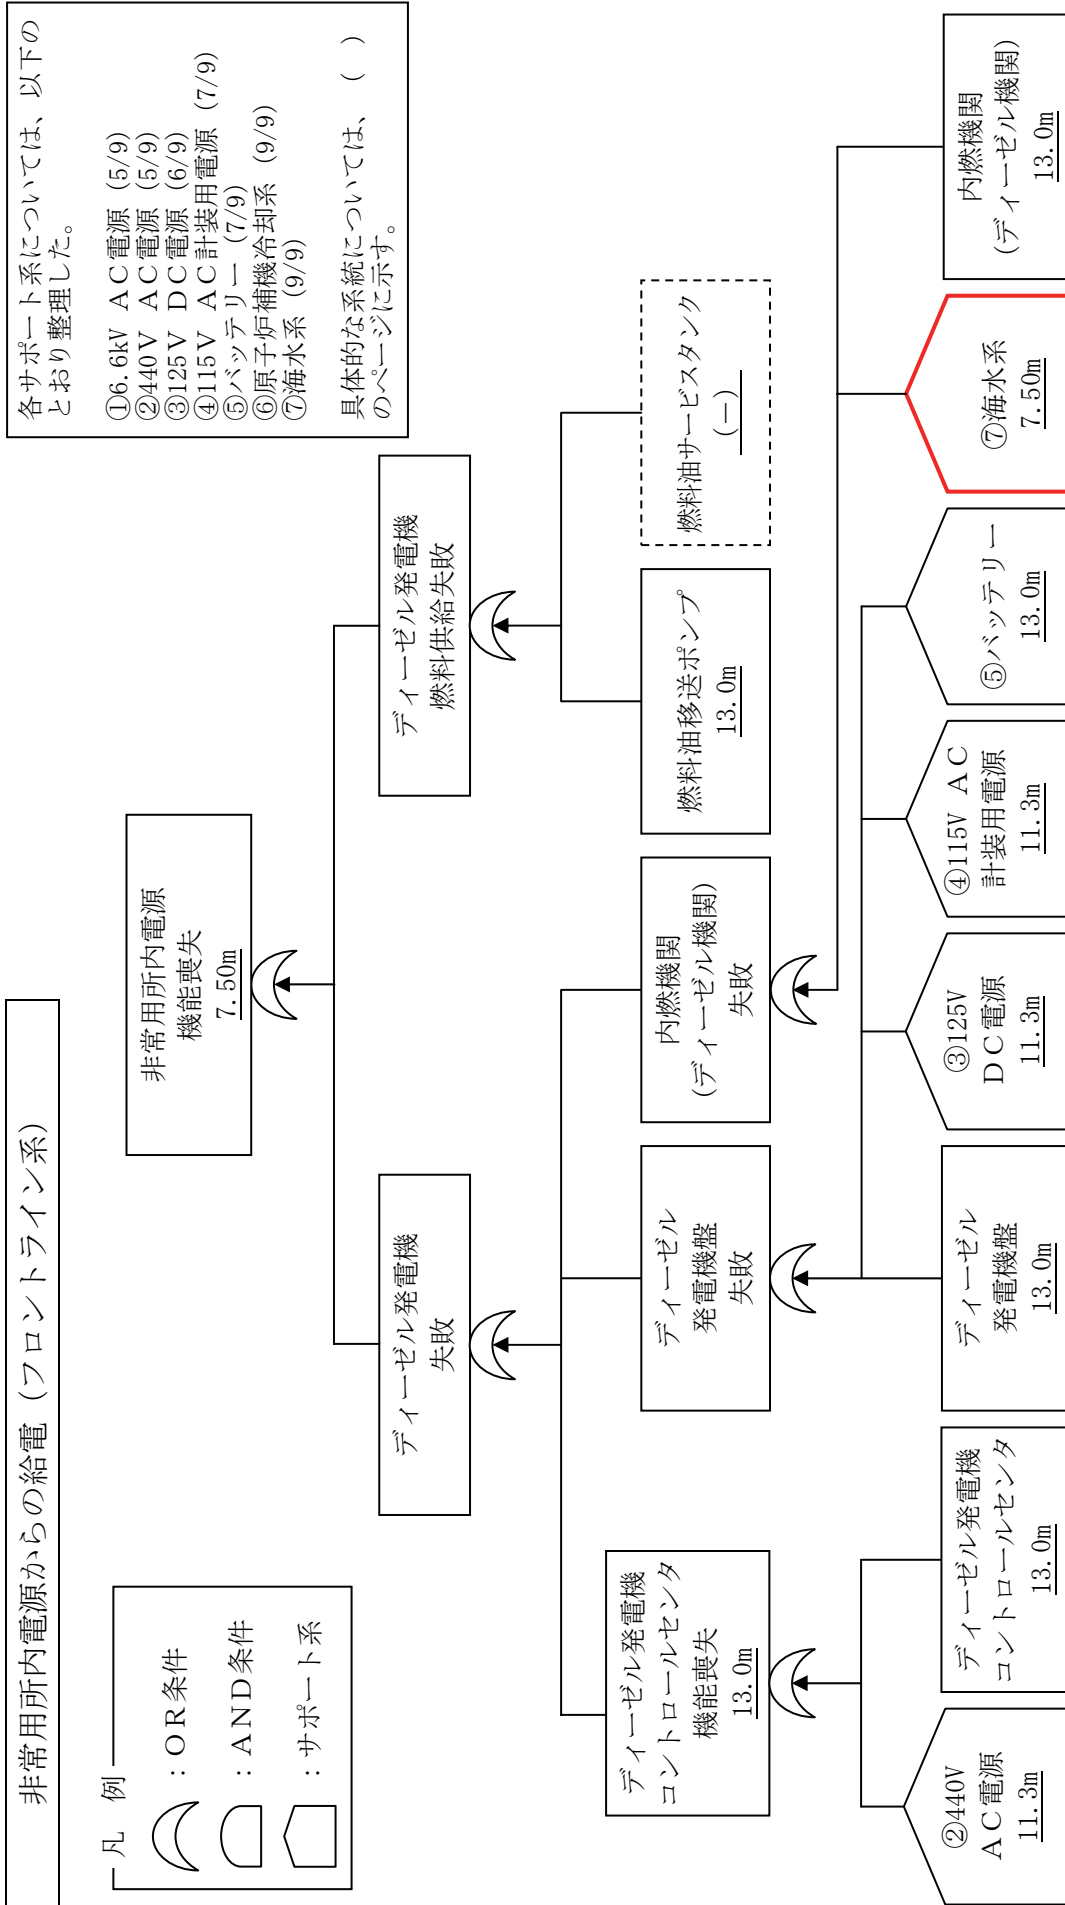 非常用所内電源からの給電（フロントライン系）
凡　例
：ＯＲ条件
：ＡＮＤ条件
：サポート系
各サポート系については、以下の
とおり整理した。
①6.6kV ＡＣ電源（5/9）
②440Ｖ ＡＣ電源（5/9）
③125Ｖ ＤＣ電源（6/9）
④115Ｖ ＡＣ計装用電源（7/9）
⑤バッテリー（7/9）
⑥原子炉補機冷却系（9/9）
⑦海水系（9/9）
具体的な系統については、（　）
のページに示す。
非常用所内電源
機能喪失
7.50m
ディーゼル発電機
失敗
ディーゼル発電機
燃料供給失敗
ディーゼル発電機
コントロールセンタ
機能喪失
13.0m
ディーゼル
発電機盤
失敗
内燃機関
(ディーゼル機関)
失敗
燃料油移送ポンプ
13.0m
燃料油サービスタンク
(－)
②440V
ＡＣ電源
11.3m
ディーゼル発電機
コントロールセンタ
13.0m
ディーゼル
発電機盤
13.0m
③125V
ＤＣ電源
11.3m
④115V ＡＣ
計装用電源
11.3m
⑤バッテリー
13.0m
⑦海水系
7.50m
内燃機関
(ディーゼル機関)
13.0m